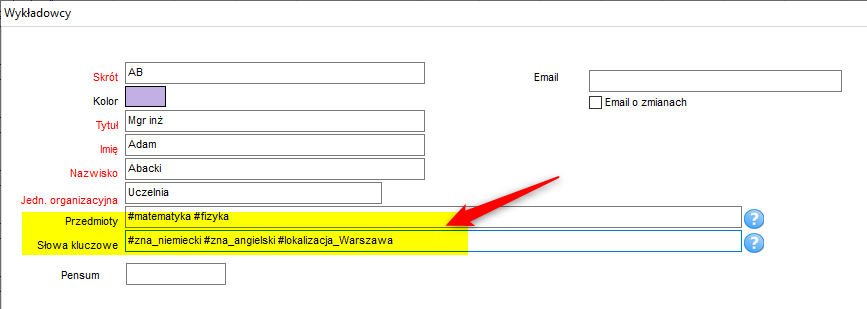 Wykładowcy
Skrót AB
Email
Kolor
Email o zmianach
Tytuł Mgr inż
Imię Adam
Nazwisko Abacki
Jedn. organizacyjna Uczelnia
Przedmioty #matematyka #fizyka ?
Słowa kluczowe #zna_niemiecki #zna_angielski #lokalizacja_Warszawa ?
Pensum